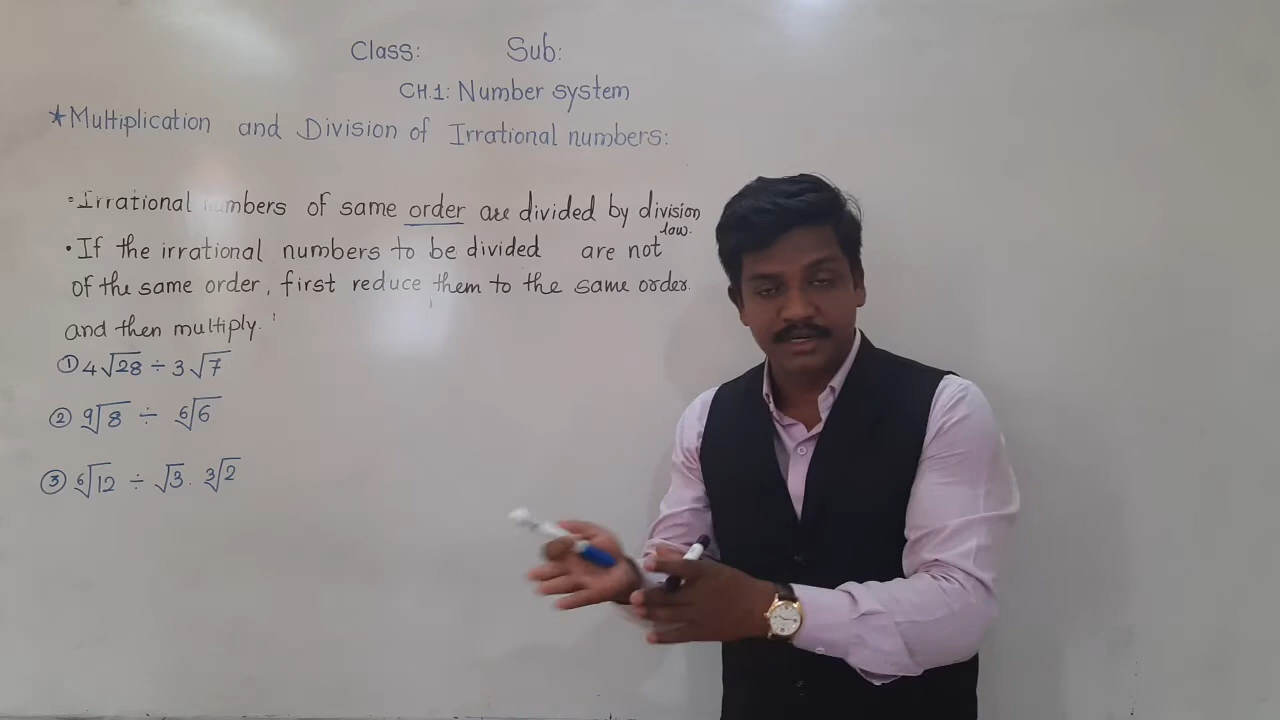 Class: Sub:
CH.1: Number system
*Multiplication and Division of Irrational numbers:
• Irrational numbers of same order are divided by division
law.
• If the irrational numbers to be divided are not
of the same order, first reduce them to the same order.
and then multiply.
① 4√28 ÷ 3√7
② ⁹√8 ÷ ⁶√6
③ ⁶√12 ÷ √3 . ³√2